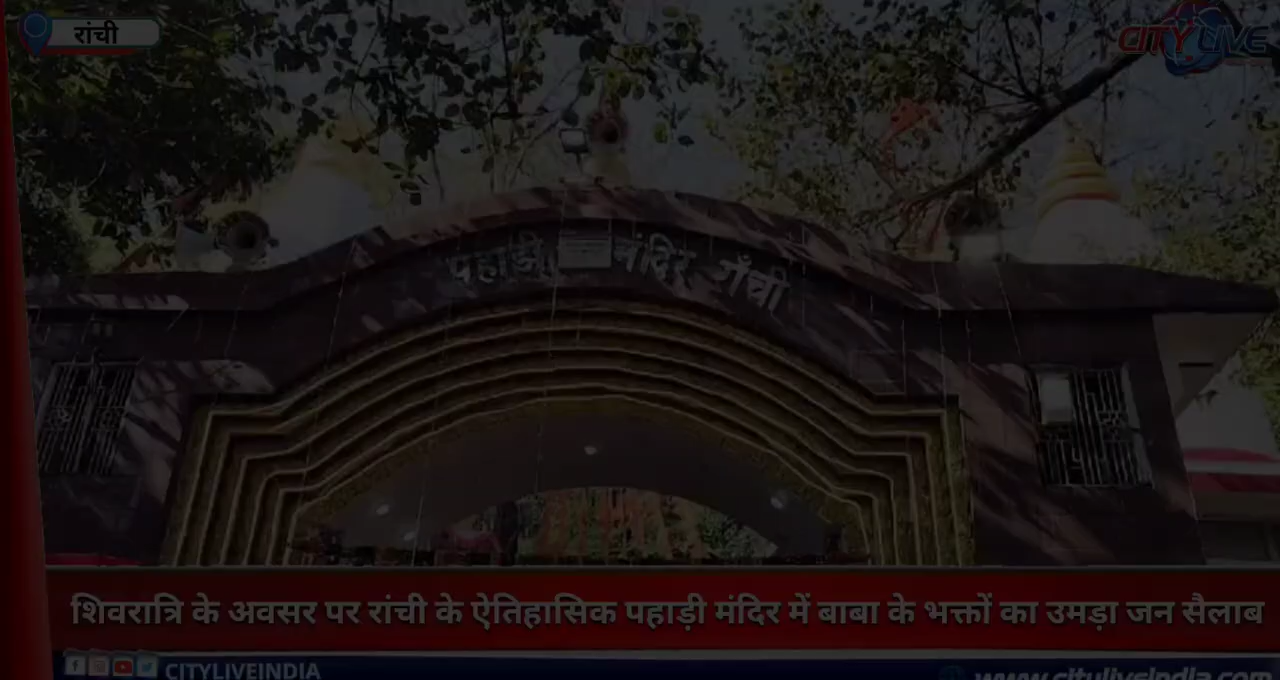 रांची
CITY LIVE
पहाड़ी मंदिर राँची
शिवरात्रि के अवसर पर रांची के ऐतिहासिक पहाड़ी मंदिर में बाबा के भक्तों का उमड़ा जन सैलाब
CITYLIVEINDIA
www.cityliveindia.com